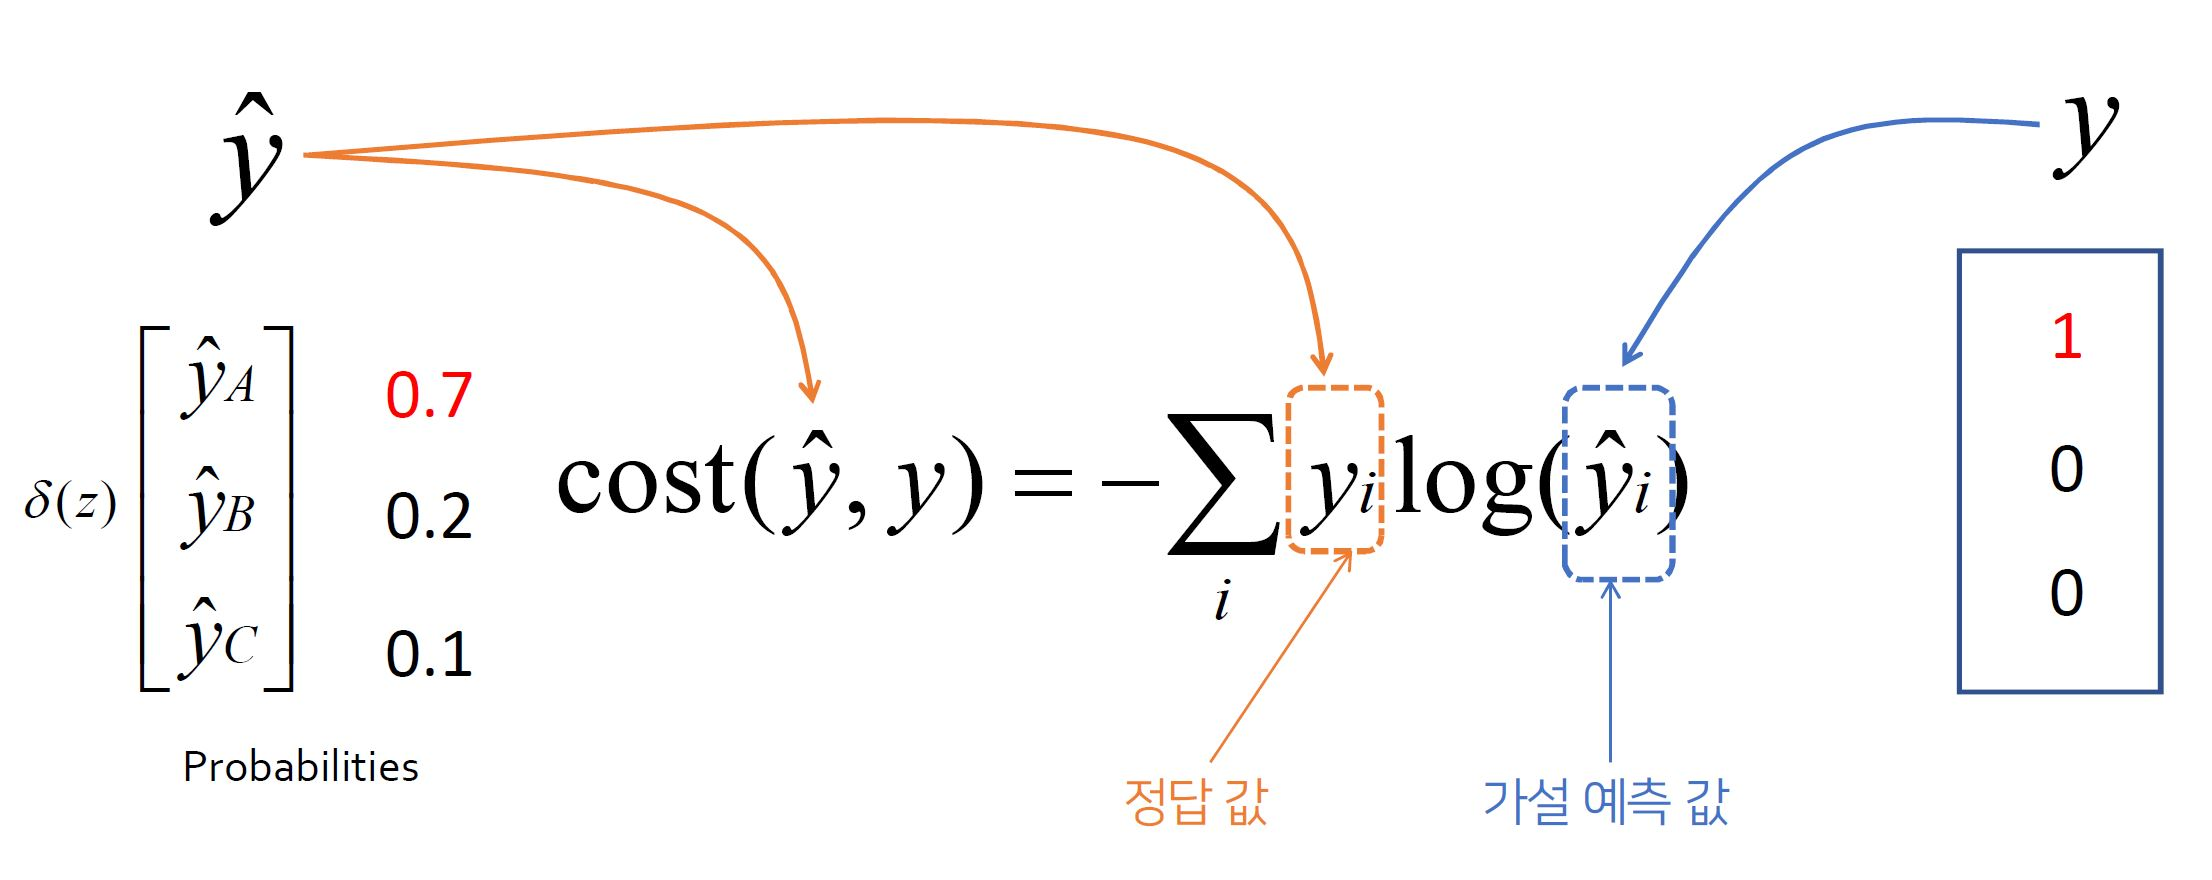 ŷ
y
δ(z)
ŷA
ŷB
ŷC
0.7
0.2
0.1
Probabilities
cost(ŷ, y) = −∑ yi log(ŷi)
i
정답 값
가설 예측 값
1
0
0